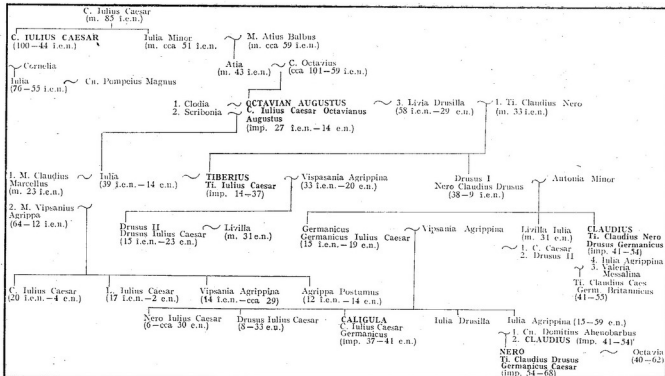 C. Iulius Caesar
(m. 85 î.e.n.)
C. IULIUS CAESAR
(100—44 î.e.n.)
Iulia Minor
(m. cca 51 î.e.n.
M. Atius Balbus
(m. cca 59 î.e.n.)
Cornelia
Atia
(m. 43 î.e.n.)
C. Octavius
(cca 101—59 î.e.n.)
Iulia
(76—55 î.e.n.)
Cn. Pompeius Magnus
1. Clodia
2. Scribonia
OCTAVIAN AUGUSTUS
C. Iulius Caesar Octavianus
Augustus
(imp. 27 î.e.n.—14 e.n.)
3. Livia Drusilla
(58 î.e.n.—29 e.n.)
1. Ti. Claudius Nero
(m. 33 î.e.n.)
1. M. Claudius
Marcellus
(m. 23 î.e.n.)
Iulia
(39 î.e.n.—14 e.n.)
TIBERIUS
Ti. Iulius Caesar
(Imp. 14—37)
Vispasania Agrippina
(33 î.e.n.—20 e.n.)
Drusus I
Nero Claudius Drusus
(38—9 î.e.n.)
Antonia Minor
2. M. Vipsanius
Agrippa
(64—12 î.e.n.)
Drusus II
Drusus Iulius Caesar
(15 î.e.n.—23 e.n.)
Livilla
(m. 31 e.n.)
Germanicus
Germanicus Iulius Caesar
(15 î.e.n.—19 e.n.)
Vipsania Agrippina
Livilla Iulia
(m. 31 e.n.)
1. C. Caesar
2. Drusus II
CLAUDIUS
Ti. Claudius Nero
Drusus Germanicus
(Imp. 41—54)
4. Iulia Agrippina
3. Valeria
Messalina
Ti. Claudius Caes
Germ. Britannicus
(41—55)
C. Iulius Caesar
(20 î.e.n.—4 e.n.)
L. Iulius Caesar
(17 î.e.n.—2 e.n.)
Vipsania Agrippina
(14 î.e.n.—cca 29)
Agrippa Postumus
(12 î.e.n.—14 e.n.)
Nero Iulius Caesar
(6—cca 30 e.n.)
Drusus Iulius Caesar
(8—33 e.n.)
CALIGULA
C. Iulius Caesar
Germanicus
(imp. 37—41 e.n.)
Iulia Drusilla
Iulia Agrippina (15—59 e.n.)
1. Cn. Domitius Ahenobarbus
2. CLAUDIUS (imp. 41—54)
NERO
Ti. Claudius Drusus
Germanicus Caesar
(Imp. 54—68)
Octavia
(40—62)